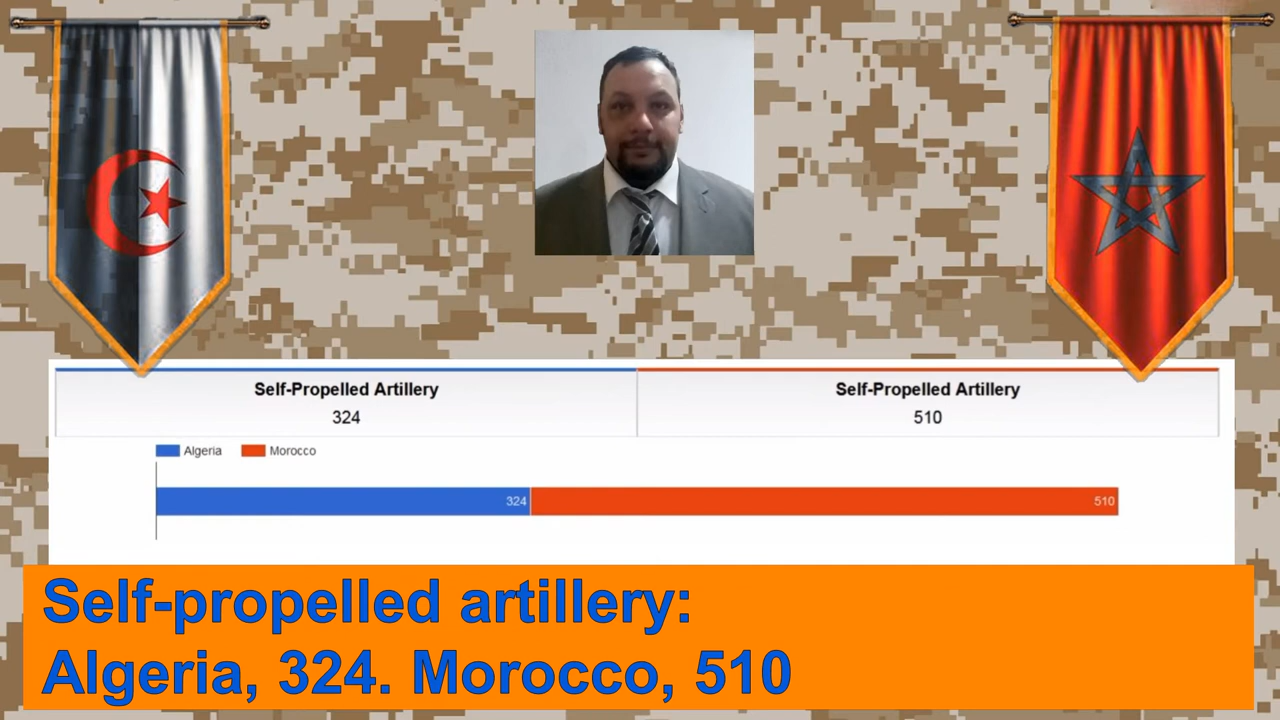 Self-Propelled Artillery
324
Self-Propelled Artillery
510
Algeria
Morocco
324
510
Self-propelled artillery:
Algeria, 324. Morocco, 510